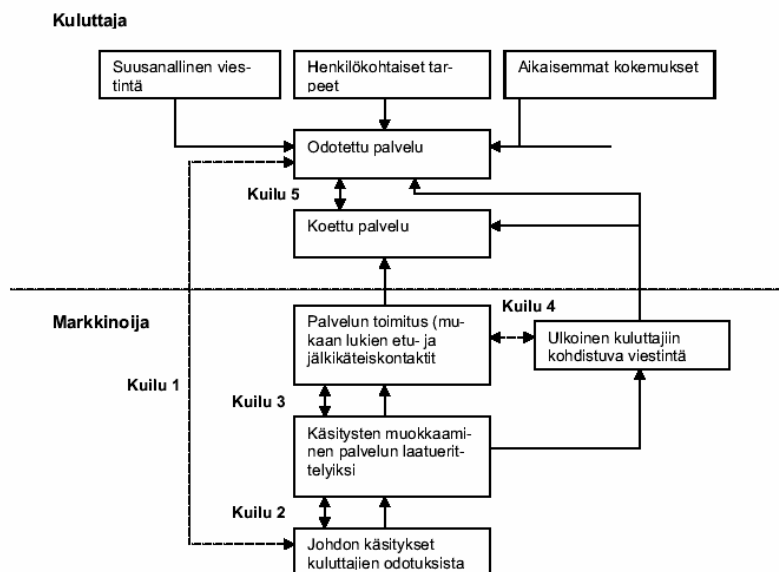 Kuluttaja
Suusanallinen vies-
tintä
Henkilökohtaiset tar-
peet
Aikaisemmat kokemukset
Odotettu palvelu
Kuilu 5
Koettu palvelu
Kuilu 4
Markkinoija
Palvelun toimitus (mu-
kaan lukien etu- ja
jälkikäteiskontaktit
Ulkoinen kuluttajiin
kohdistuva viestintä
Kuilu 1
Kuilu 3
Käsitysten muokkaami-
nen palvelun laatuerit-
telyiksi
Kuilu 2
Johdon käsitykset
kuluttajien odotuksista